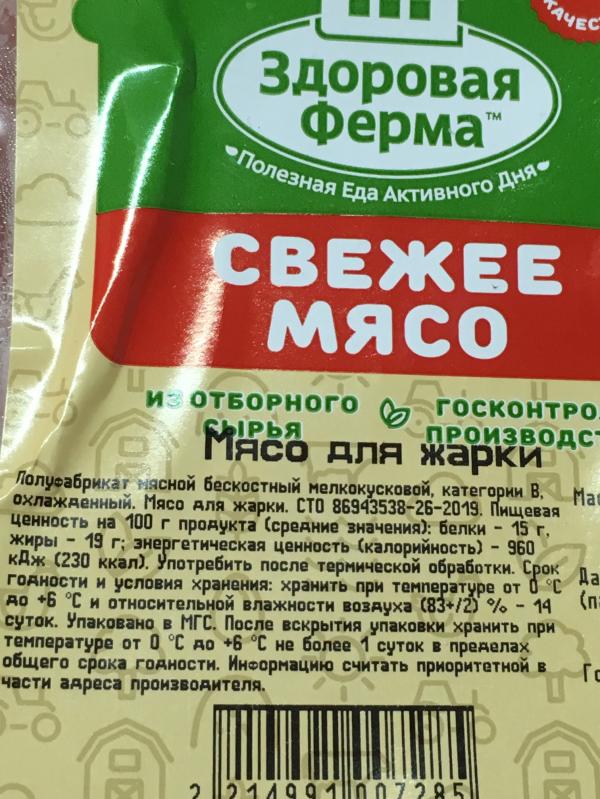 КАЧЕС
Здоровая
ферма™
Полезная Еда Активного Дня
СВЕЖЕЕ
МЯСО
ИЗ ОТБОРНОГО
СЫРЬЯ
ГОСКОНТРО
ПРОИЗВОДСТ
Мясо для жарки
Полуфабрикат мясной бескостный мелкокусковой, категории В,
охлажденный. Мясо для жарки. СТО 86943538-26-2019. Пищевая
ценность на 100 г продукта (средние значения): белки - 15 г,
жиры - 19 г; энергетическая ценность (калорийность) - 960
кДж (230 ккал). Употребить после термической обработки. Срок
годности и условия хранения: хранить при температуре от 0 °С
до +6 °С и относительной влажности воздуха (83+/2) % - 14
суток. Упаковано в МГС. После вскрытия упаковки хранить при
температуре от 0 °С до +6 °С не более 1 суток в пределах
общего срока годности. Информацию считать приоритетной в
части адреса производителя.
2 214991 007285